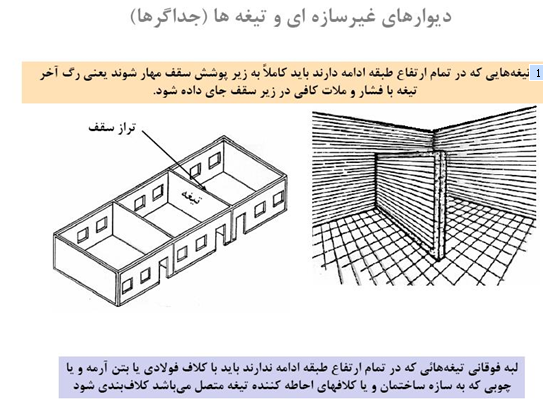 دیوارهای غیرسازه ای و تیغه ها (جداگرها)
1 تیغه‌هایی که در تمام ارتفاع طبقه ادامه دارند باید کاملاً به زیر پوشش سقف مهار شوند یعنی رگ آخر
تیغه با فشار و ملات کافی در زیر سقف جای داده شود.
تراز سقف
تیغه
لبه فوقانی تیغه‌هائی که در تمام ارتفاع طبقه ادامه ندارند باید با کلاف فولادی یا بتن آرمه و یا
چوبی که به سازه ساختمان و یا کلافهای احاطه کننده تیغه متصل می‌باشد کلاف‌بندی شود